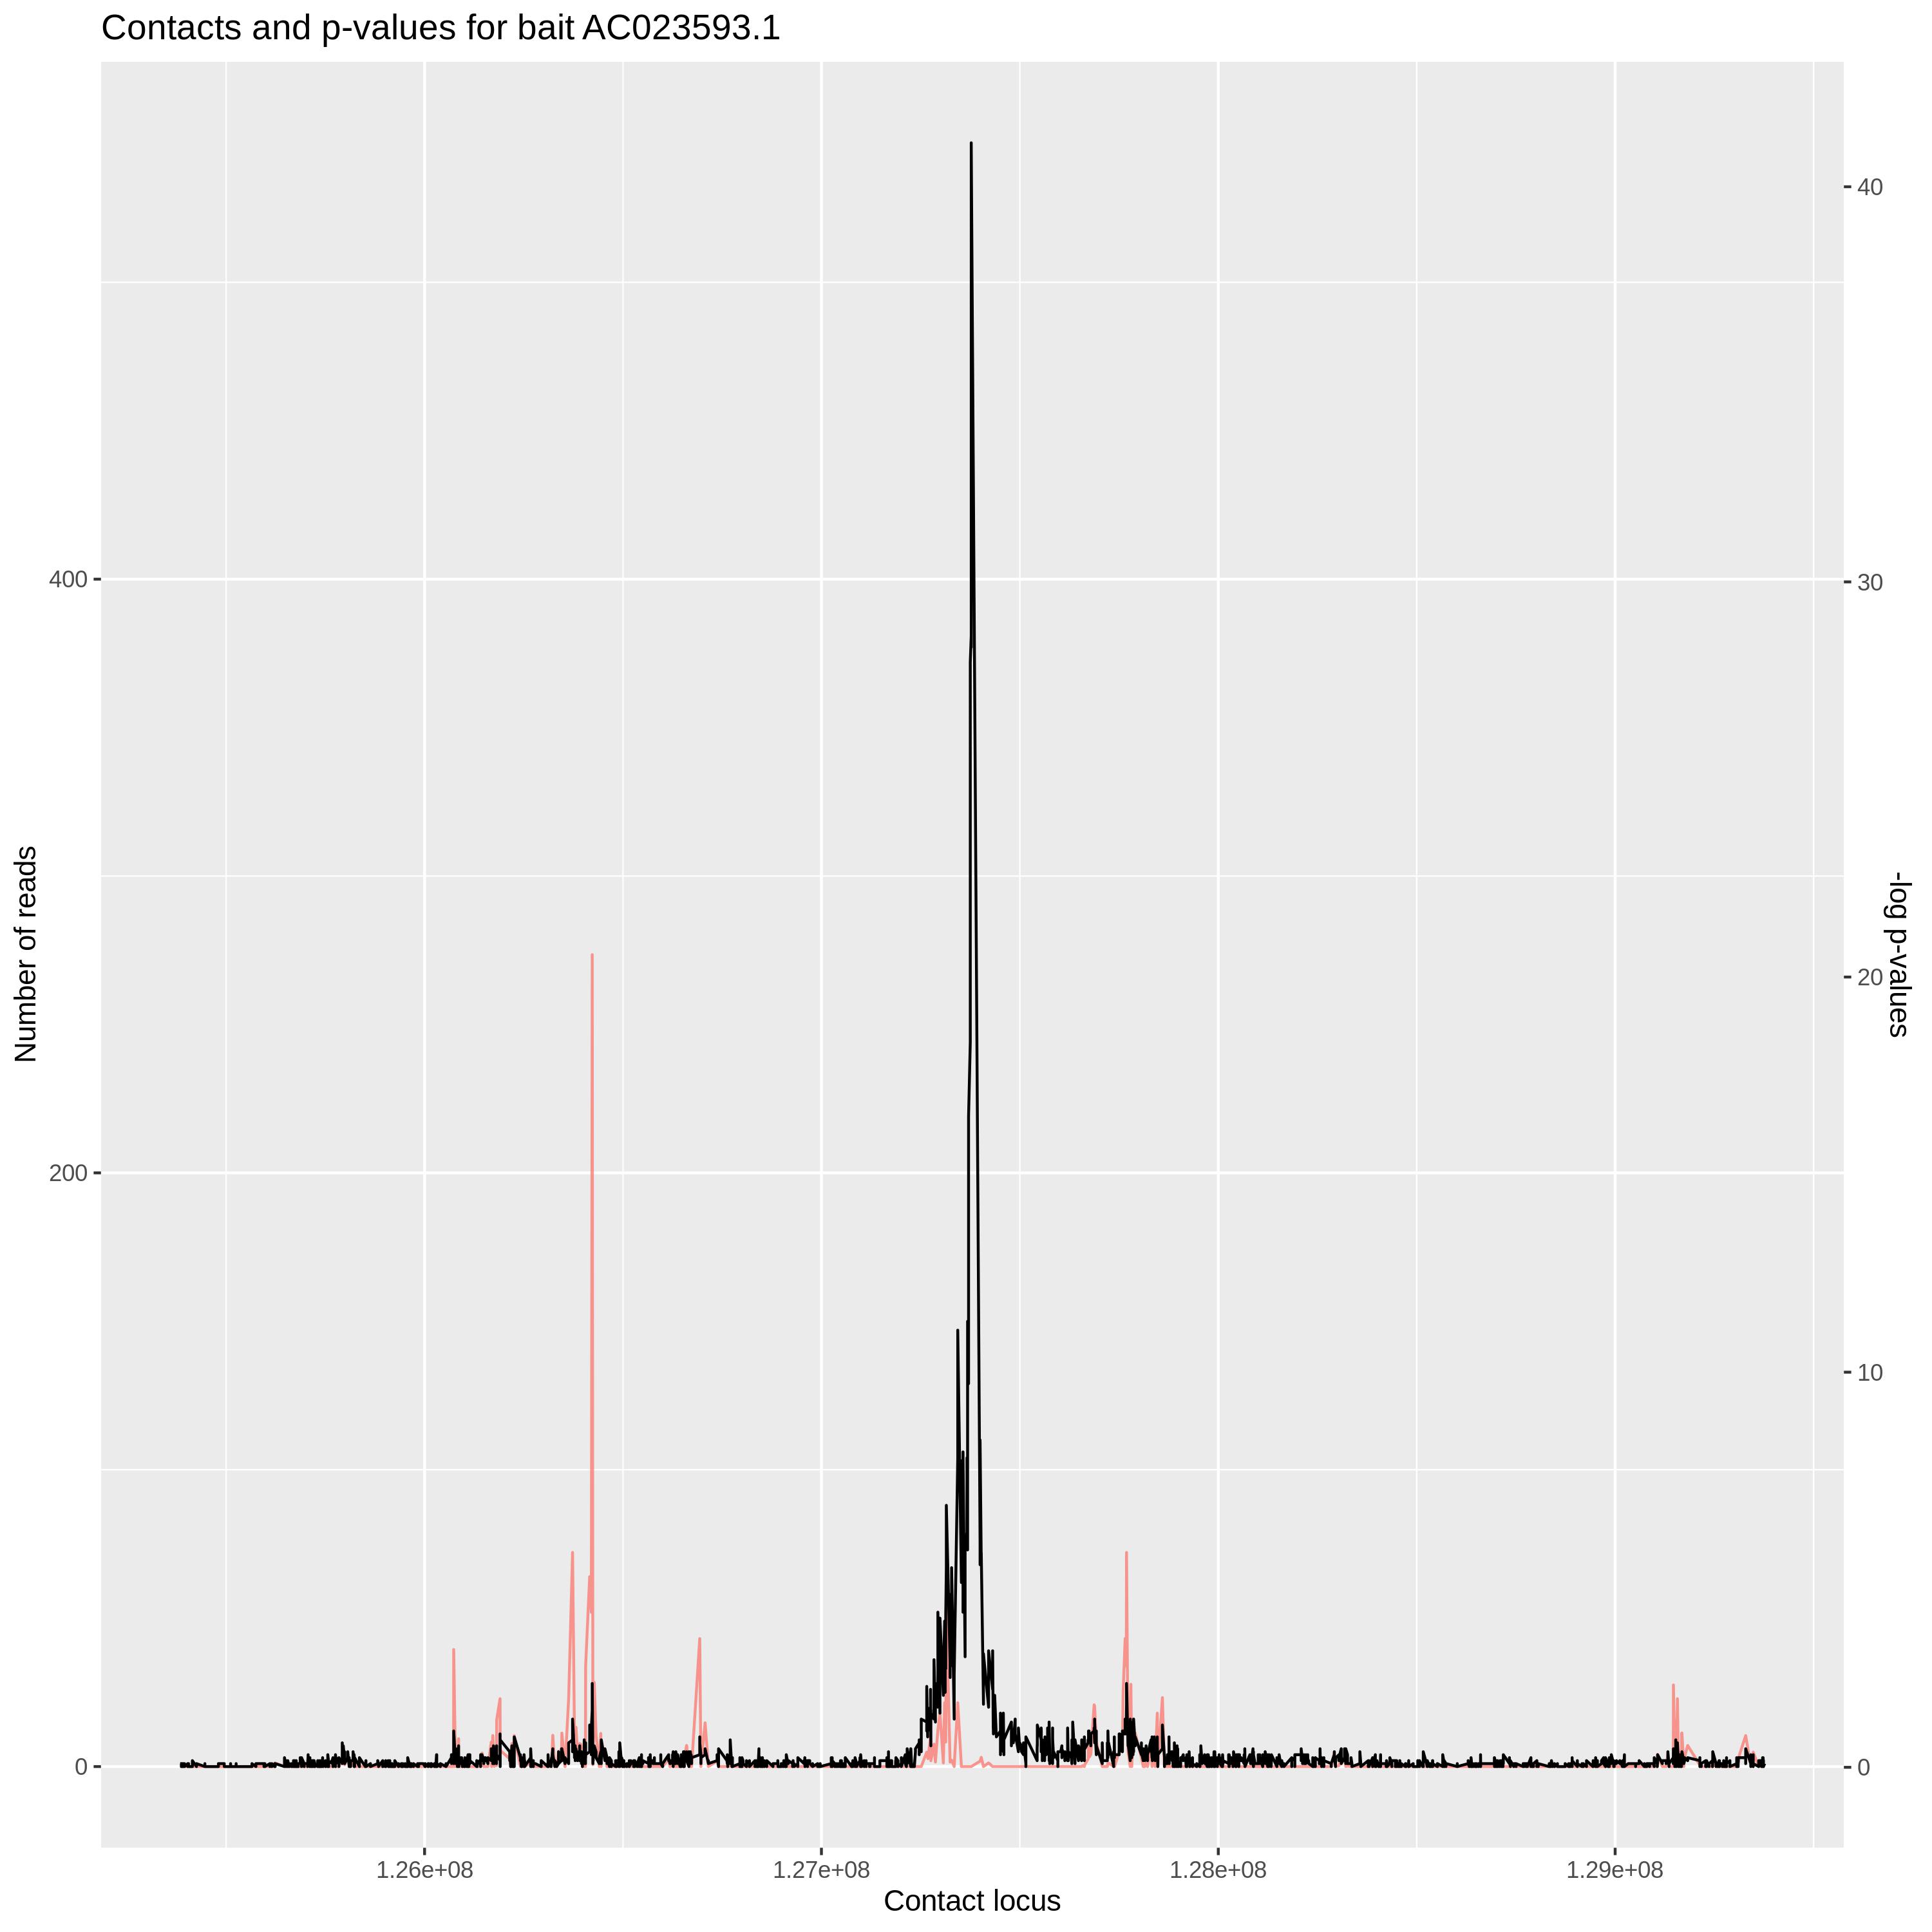 Contacts and p-values for bait AC023593.1
Number of reads
400
200
0
40
30
20
10
0
-log p-values
1.26e+08
1.27e+08
1.28e+08
1.29e+08
Contact locus